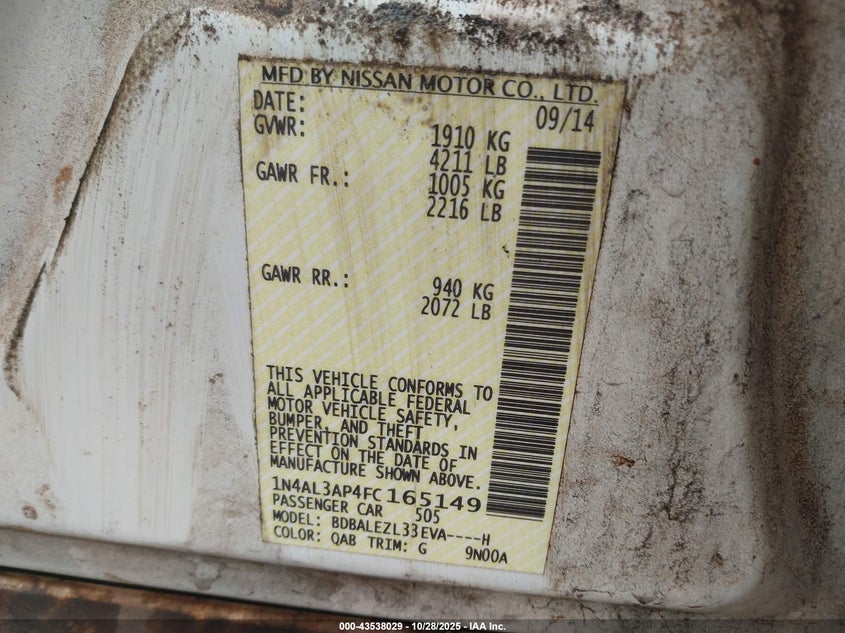 MFD BY NISSAN MOTOR CO., LTD.
DATE: 09/14
GVWR: 1910 KG
4211 LB
GAWR FR.: 1005 KG
2216 LB
GAWR RR.: 940 KG
2072 LB
THIS VEHICLE CONFORMS TO
ALL APPLICABLE FEDERAL
MOTOR VEHICLE SAFETY,
BUMPER, AND THEFT
PREVENTION STANDARDS IN
EFFECT ON THE DATE OF
MANUFACTURE SHOWN ABOVE.
1N4AL3AP4FC165149
PASSENGER CAR 505
MODEL: BDBALEZL33EVA----H
COLOR: QAB TRIM: G 9N00A
000-43538029 - 10/28/2025 - IAA Inc.